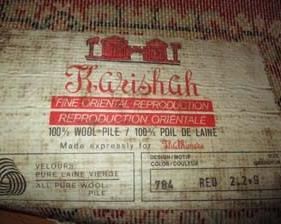 Karishah
FINE ORIENTAL REPRODUCTION
REPRODUCTION ORIENTALE
100% WOOL PILE / 100% POIL DE LAINE
Made expressly for
VELOURS:
PURE LAINE VIERGE
ALL PURE WOOL
PILE
DESIGN/MOTIF
COLOR/COULEUR
784 RED